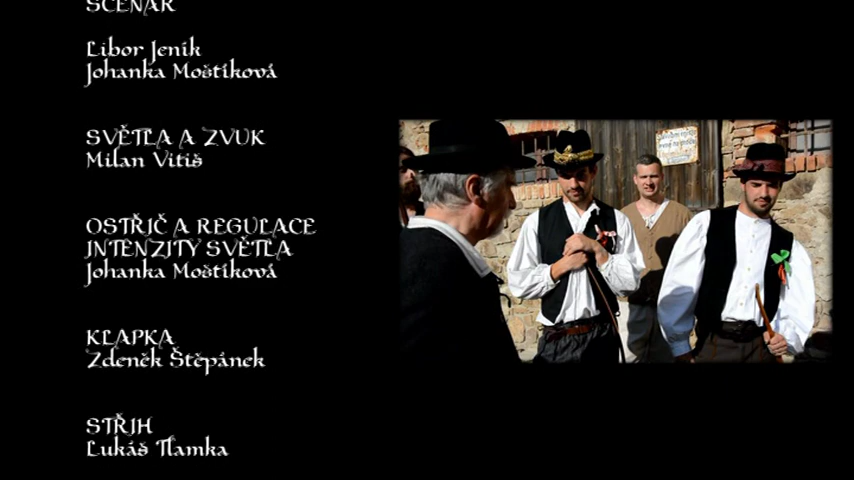 SCÉNÁŘ
Libor Jeník
Johanka Moštíková
SVĚTLA A ZVUK
Milan Vitiš
OSTŘIČ A REGULACE
INTENZITY SVĚTLA
Johanka Moštíková
KLAPKA
Zdeněk Štěpánek
STŘIH
Lukáš Tlamka